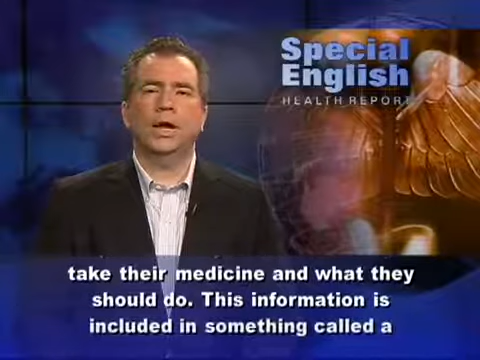 Special
English
HEALTH REPORT
take their medicine and what they
should do. This information is
included in something called a